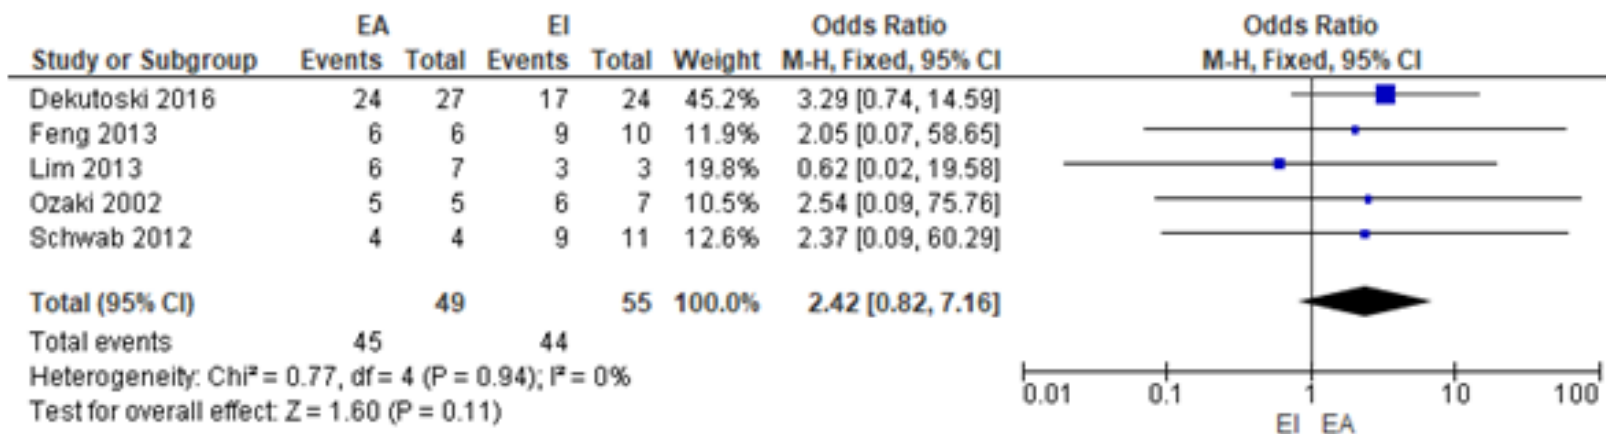 EA EI Odds Ratio Odds Ratio
Study or Subgroup Events Total Events Total Weight M-H, Fixed, 95% CI M-H, Fixed, 95% CI
Dekutoski 2016 24 27 17 24 45.2% 3.29 [0.74, 14.59]
Feng 2013 6 6 9 10 11.9% 2.05 [0.07, 58.65]
Lim 2013 6 7 3 3 19.8% 0.62 [0.02, 19.58]
Ozaki 2002 5 5 6 7 10.5% 2.54 [0.09, 75.76]
Schwab 2012 4 4 9 11 12.6% 2.37 [0.09, 60.29]
Total (95% CI) 49 55 100.0% 2.42 [0.82, 7.16]
Total events 45 44
Heterogeneity: Chi² = 0.77, df = 4 (P = 0.94); I² = 0%
Test for overall effect: Z = 1.60 (P = 0.11)
0.01 0.1 1 10 100
EI EA